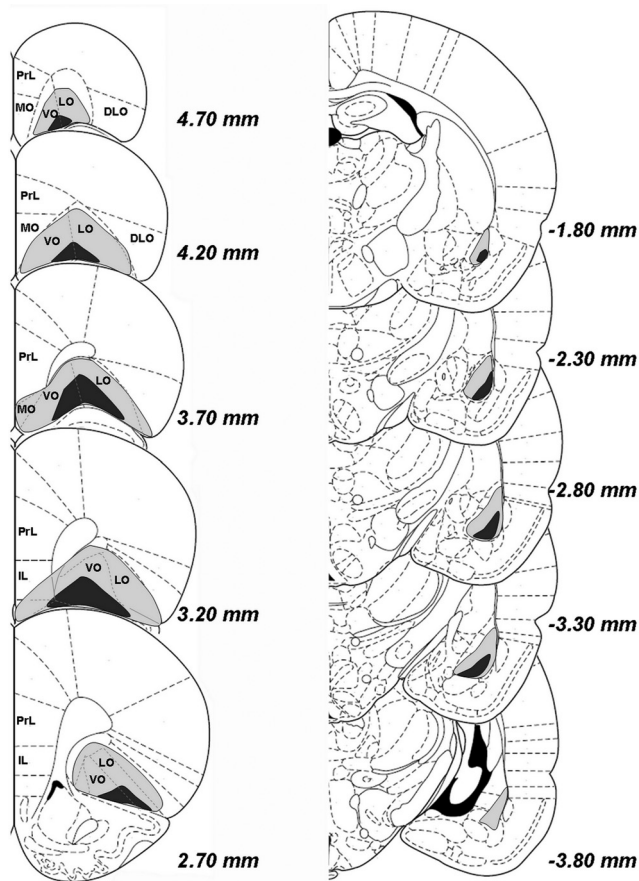 PrL
LO
MO
VO
DLO
4.70 mm
PrL
MO
LO
VO
DLO
4.20 mm
PrL
LO
VO
MO
3.70 mm
PrL
VO
IL
LO
3.20 mm
PrL
LO
IL
VO
2.70 mm
-1.80 mm
-2.30 mm
-2.80 mm
-3.30 mm
-3.80 mm